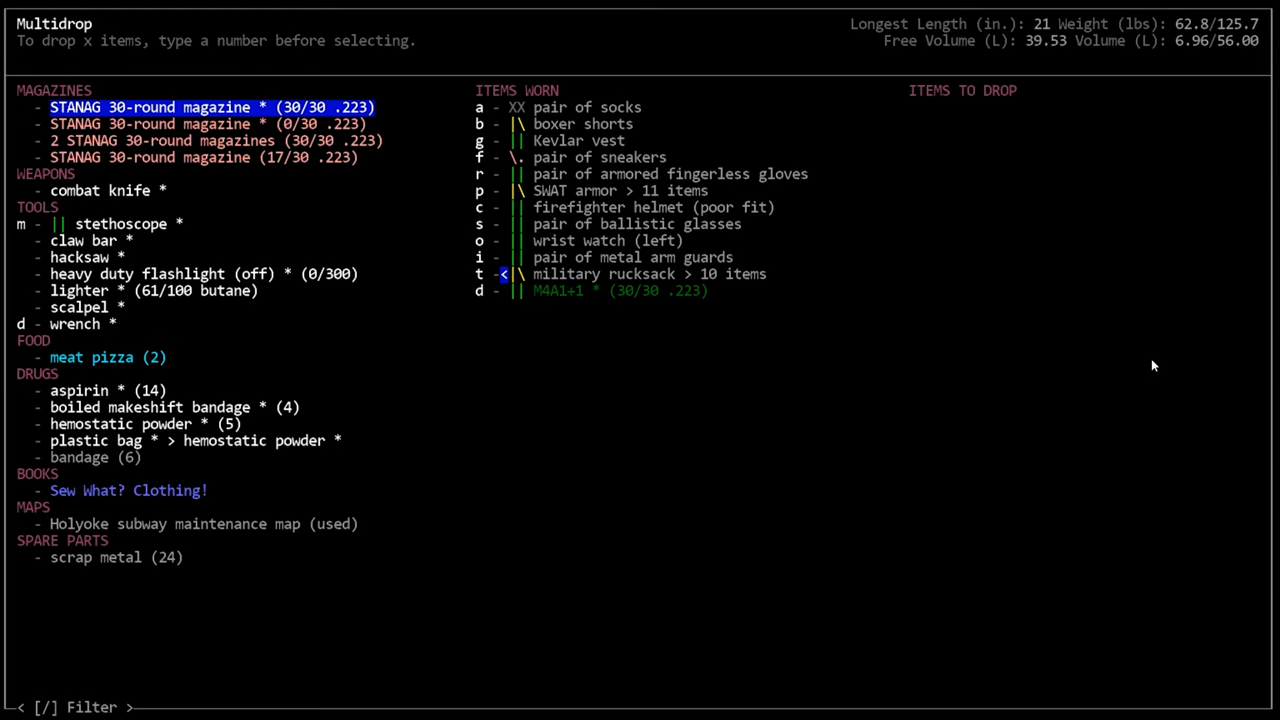 Multidrop
Longest Length (in.): 21 Weight (lbs): 62.8/125.7
To drop x items, type a number before selecting.
Free Volume (L): 39.53 Volume (L): 6.96/56.00
MAGAZINES
- STANAG 30-round magazine * (30/30 .223)
- STANAG 30-round magazine * (0/30 .223)
- 2 STANAG 30-round magazines (30/30 .223)
- STANAG 30-round magazine (17/30 .223)
WEAPONS
- combat knife *
TOOLS
m - || stethoscope *
- claw bar *
- hacksaw *
- heavy duty flashlight (off) * (0/300)
- lighter * (61/100 butane)
- scalpel *
d - wrench *
FOOD
- meat pizza (2)
DRUGS
- aspirin * (14)
- boiled makeshift bandage * (4)
- hemostatic powder * (5)
- plastic bag * > hemostatic powder *
- bandage (6)
BOOKS
- Sew What? Clothing!
MAPS
- Holyoke subway maintenance map (used)
SPARE PARTS
- scrap metal (24)
ITEMS WORN
a - XX pair of socks
b - |\ boxer shorts
g - || Kevlar vest
f - \. pair of sneakers
r - || pair of armored fingerless gloves
p - |\ SWAT armor > 11 items
c - || firefighter helmet (poor fit)
s - || pair of ballistic glasses
o - || wrist watch (left)
i - || pair of metal arm guards
t -<|\ military rucksack > 10 items
d - || M4A1+1 * (30/30 .223)
ITEMS TO DROP
< [/] Filter >